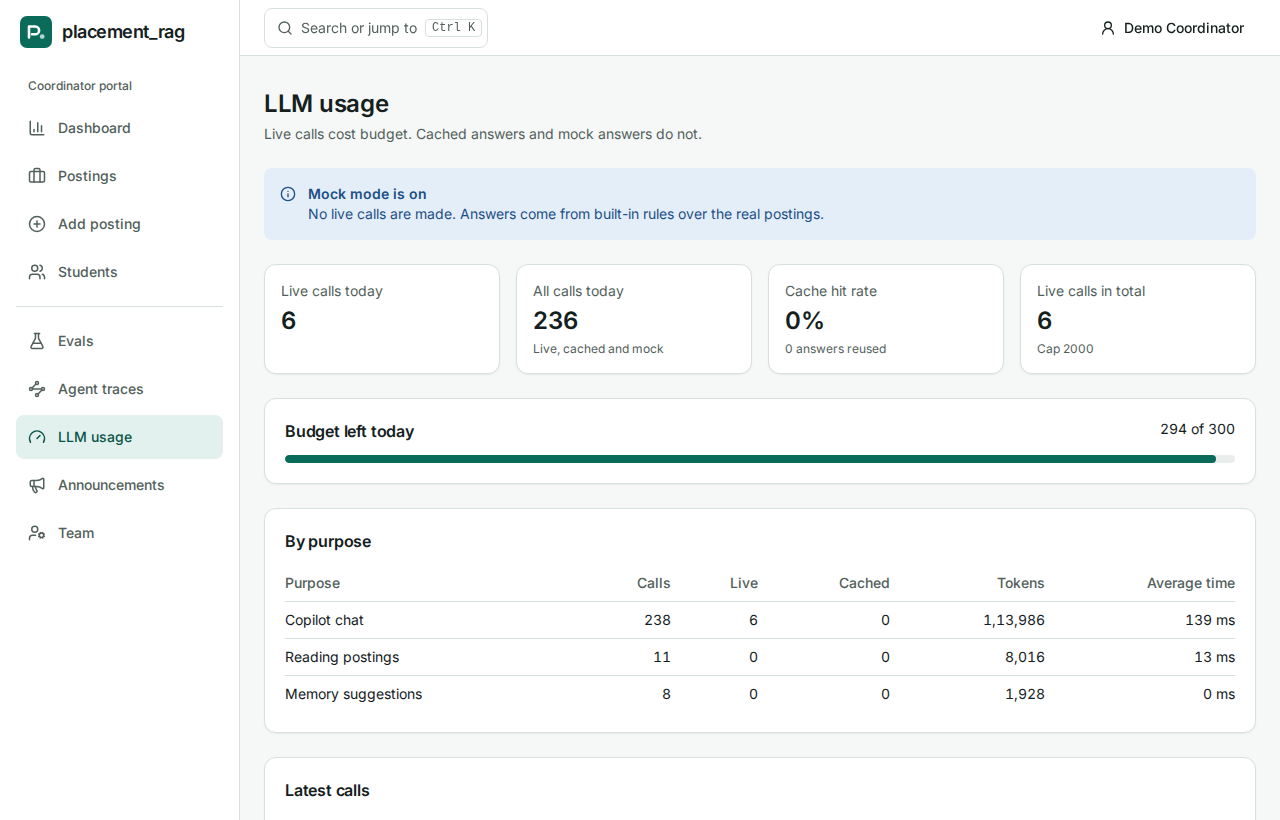 placement_rag
Search or jump to Ctrl K
Demo Coordinator
Coordinator portal
Dashboard
Postings
Add posting
Students
Evals
Agent traces
LLM usage
Announcements
Team
LLM usage
Live calls cost budget. Cached answers and mock answers do not.
Mock mode is on
No live calls are made. Answers come from built-in rules over the real postings.
Live calls today
6
All calls today
236
Live, cached and mock
Cache hit rate
0%
0 answers reused
Live calls in total
6
Cap 2000
Budget left today 294 of 300
By purpose
Purpose Calls Live Cached Tokens Average time
Copilot chat 238 6 0 1,13,986 139 ms
Reading postings 11 0 0 8,016 13 ms
Memory suggestions 8 0 0 1,928 0 ms
Latest calls